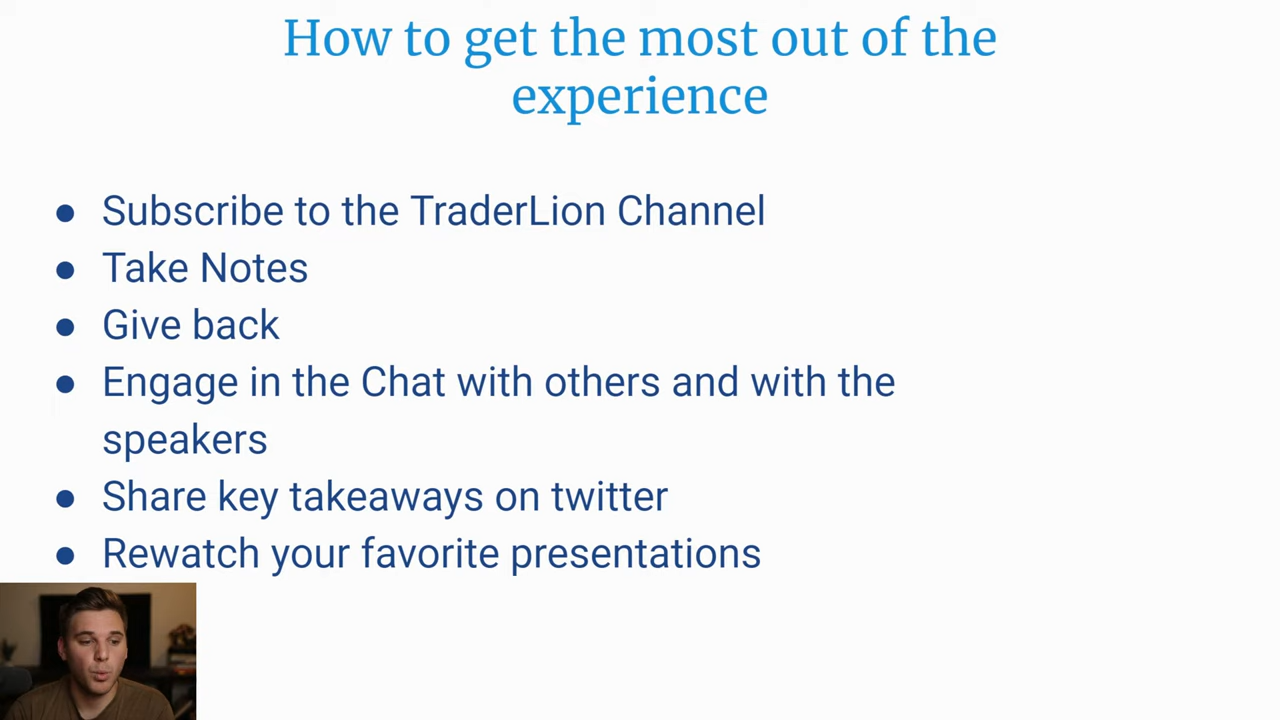 How to get the most out of the
experience
● Subscribe to the TraderLion Channel
● Take Notes
● Give back
● Engage in the Chat with others and with the
speakers
● Share key takeaways on twitter
● Rewatch your favorite presentations